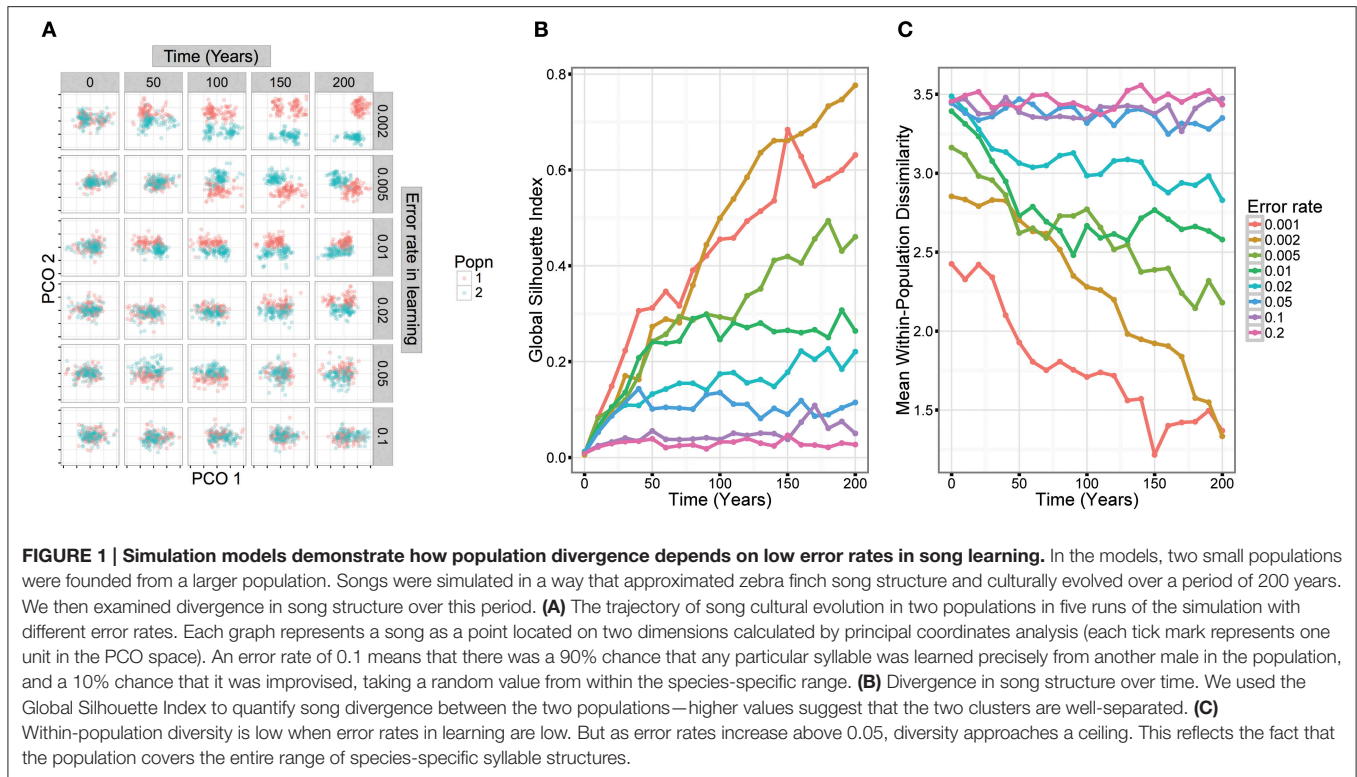 A
Time (Years)
0 50 100 150 200
0.002
0.005
0.01
0.02
0.05
0.1
Error rate in learning
PCO 2
PCO 1
Popn
1
2
B
0.8
0.6
0.4
0.2
0.0
Global Silhouette Index
0 50 100 150 200
Time (Years)
C
3.5
3.0
2.5
2.0
1.5
Mean Within-Population Dissimilarity
0 50 100 150 200
Time (Years)
Error rate
0.001
0.002
0.005
0.01
0.02
0.05
0.1
0.2
FIGURE 1 | Simulation models demonstrate how population divergence depends on low error rates in song learning. In the models, two small populations
were founded from a larger population. Songs were simulated in a way that approximated zebra finch song structure and culturally evolved over a period of 200 years.
We then examined divergence in song structure over this period. (A) The trajectory of song cultural evolution in two populations in five runs of the simulation with
different error rates. Each graph represents a song as a point located on two dimensions calculated by principal coordinates analysis (each tick mark represents one
unit in the PCO space). An error rate of 0.1 means that there was a 90% chance that any particular syllable was learned precisely from another male in the population,
and a 10% chance that it was improvised, taking a random value from within the species-specific range. (B) Divergence in song structure over time. We used the
Global Silhouette Index to quantify song divergence between the two populations—higher values suggest that the two clusters are well-separated. (C)
Within-population diversity is low when error rates in learning are low. But as error rates increase above 0.05, diversity approaches a ceiling. This reflects the fact that
the population covers the entire range of species-specific syllable structures.